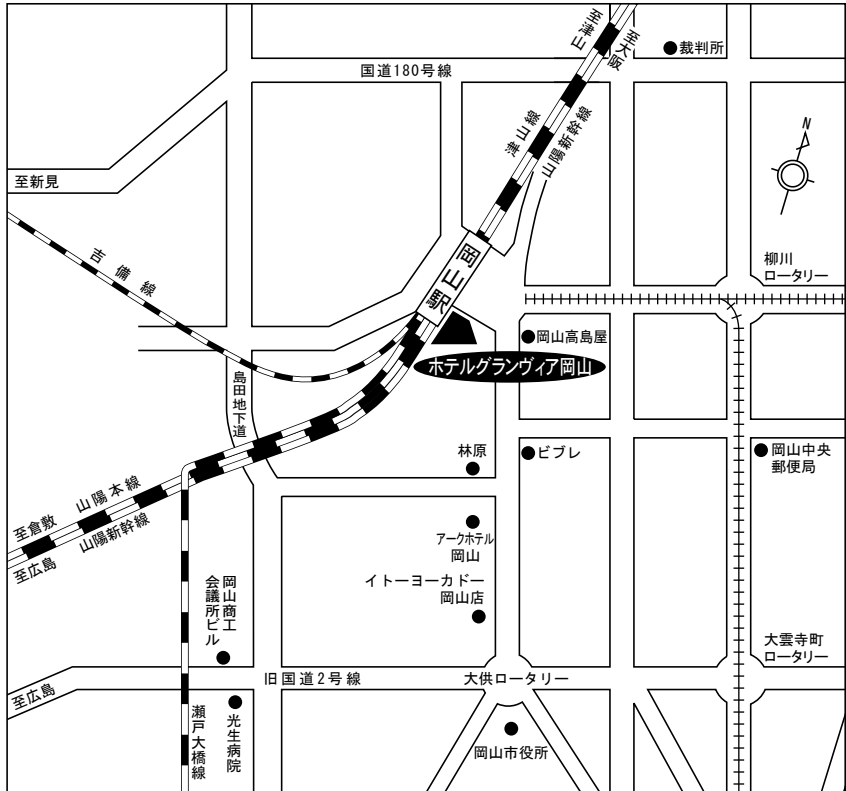 至津山
至大阪
裁判所
国道180号線
津山線
山陽新幹線
N
至新見
吉備線
岡山駅
柳川
ロータリー
岡山高島屋
ホテルグランヴィア岡山
島田地下道
林原
ビブレ
岡山中央
郵便局
至倉敷
山陽本線
至広島
山陽新幹線
アークホテル
岡山
イトーヨーカドー
岡山店
岡山商工
会議所ビル
大雲寺町
ロータリー
旧国道2号線
大供ロータリー
至広島
瀬戸大橋線
光生病院
岡山市役所